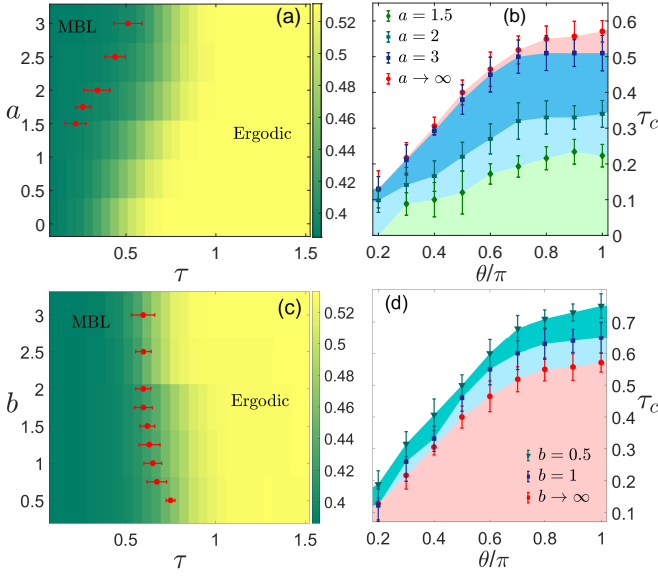 (a)
MBL
Ergodic
a
3
2.5
2
1.5
1
0.5
0
0.5
1
1.5
τ
0.52
0.5
0.48
0.46
0.44
0.42
0.4
(b)
a = 1.5
a = 2
a = 3
a → ∞
0.6
0.5
0.4
0.3
0.2
0.1
0
τc
0.2
0.4
0.6
0.8
1
θ/π
(c)
MBL
Ergodic
b
3
2.5
2
1.5
1
0.5
0.5
1
1.5
τ
0.52
0.5
0.48
0.46
0.44
0.42
0.4
(d)
b = 0.5
b = 1
b → ∞
0.7
0.6
0.5
0.4
0.3
0.2
0.1
τc
0.2
0.4
0.6
0.8
1
θ/π